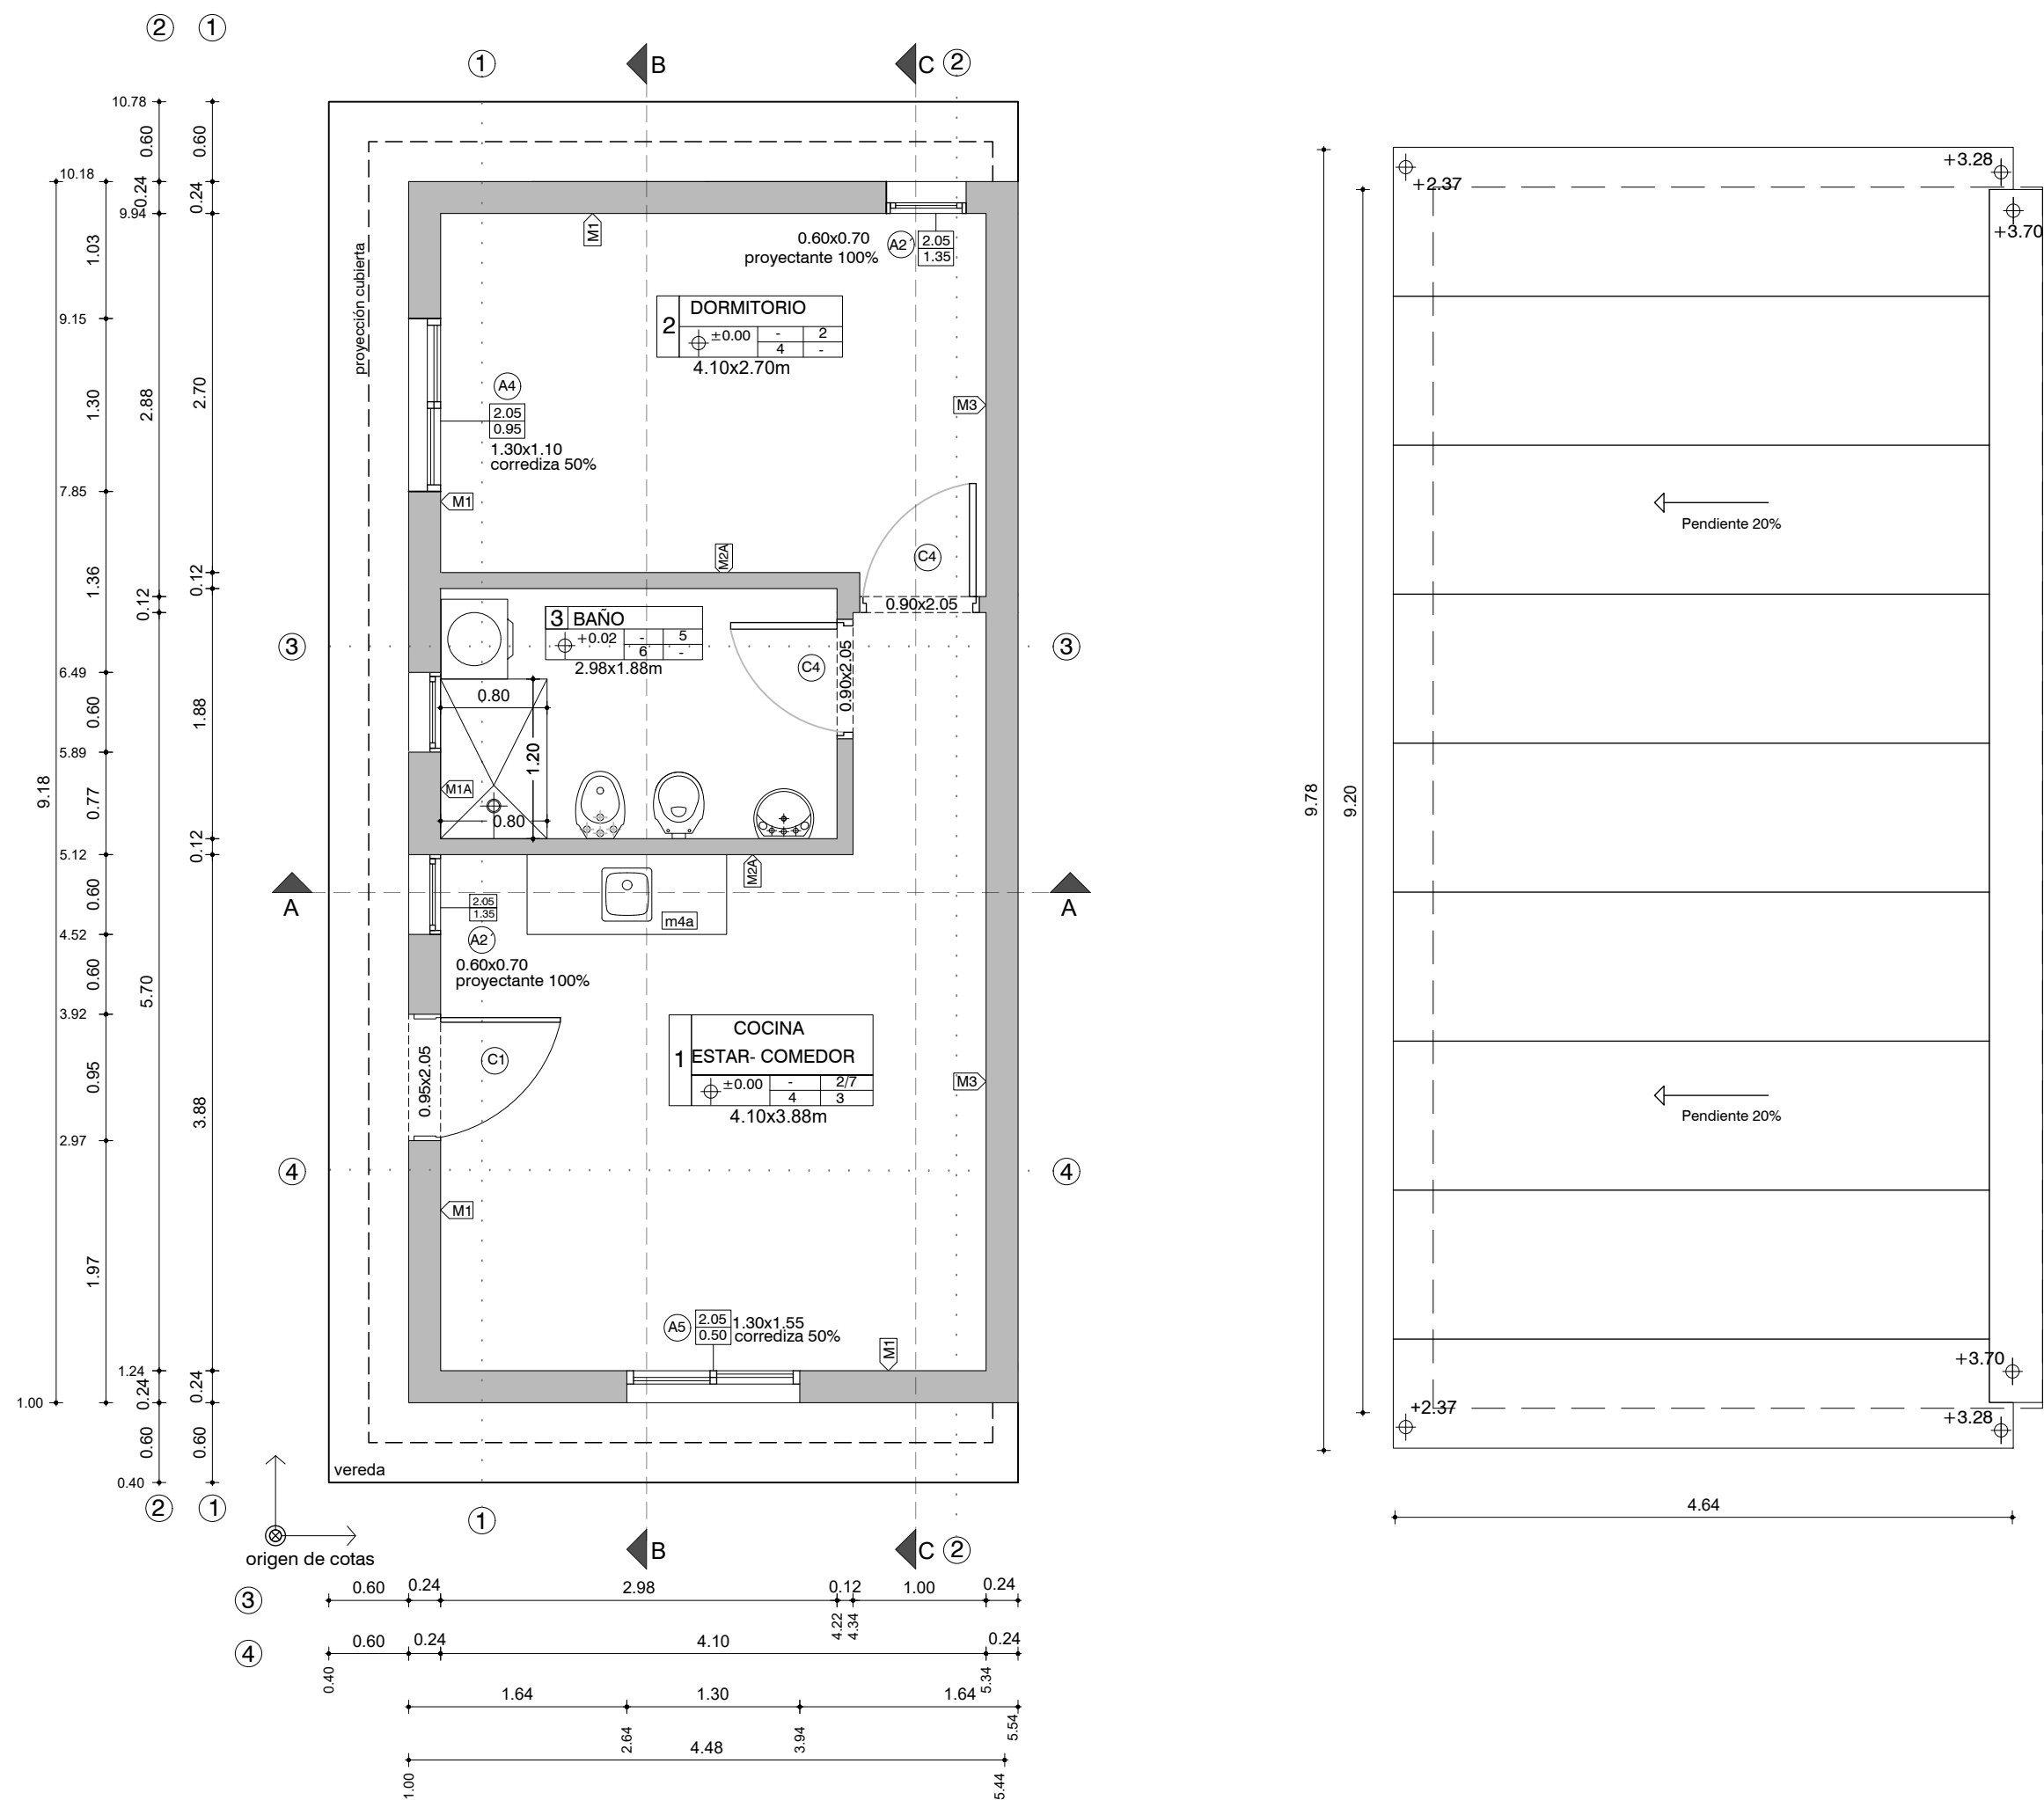 2
1
1
B
C
2
10.78
0.60
0.60
10.18
0.24
0.24
9.94
1.03
9.15
1.30
2.88
2.70
7.85
1.36
0.12
0.12
6.49
0.60
5.89
1.88
0.77
9.18
0.12
5.12
0.60
4.52
0.60
5.70
3.92
0.95
3.88
2.97
1.97
1.24
0.24
0.24
1.00
0.60
0.60
0.40
2
1
proyección cubierta
M1
0.60x0.70
proyectante 100%
A2´
2.05
1.35
2
DORMITORIO
±0.00
-
2
4
-
4.10x2.70m
A4
2.05
0.95
1.30x1.10
corrediza 50%
M3
M1
M2A
C4
0.90x2.05
3
BAÑO
+0.02
-
5
6
-
2.98x1.88m
3
3
C4
0.90x2.05
0.80
1.20
M1A
0.80
M2A
A
A
2.05
1.35
A2´
0.60x0.70
proyectante 100%
m4a
C1
0.95x2.05
1
COCINA
ESTAR- COMEDOR
±0.00
-
2/7
4
3
4.10x3.88m
M3
4
4
M1
A5
2.05
0.50
1.30x1.55
corrediza 50%
M1
vereda
origen de cotas
1
B
C
2
3
0.60
0.24
2.98
0.12
1.00
0.24
4.22
4.34
4
0.60
0.24
4.10
0.24
0.40
5.34
1.64
1.30
1.64
2.64
3.94
5.54
4.48
1.00
5.44
+2.37
+3.28
+3.70
Pendiente 20%
9.78
9.20
Pendiente 20%
+3.70
+2.37
+3.28
4.64